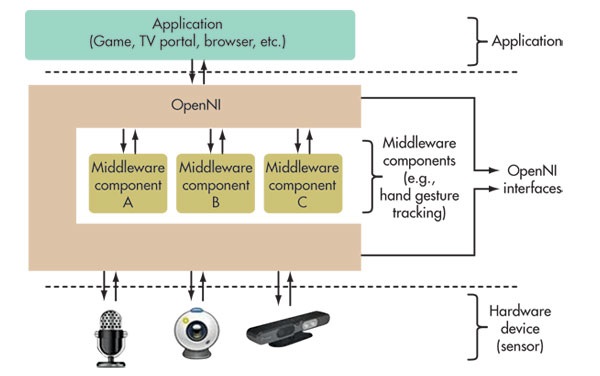 Application
(Game, TV portal, browser, etc.)
Application
OpenNI
Middleware
component
A
Middleware
component
B
Middleware
component
C
Middleware
components
(e.g.,
hand gesture
tracking)
OpenNI
interfaces
Hardware
device
(sensor)